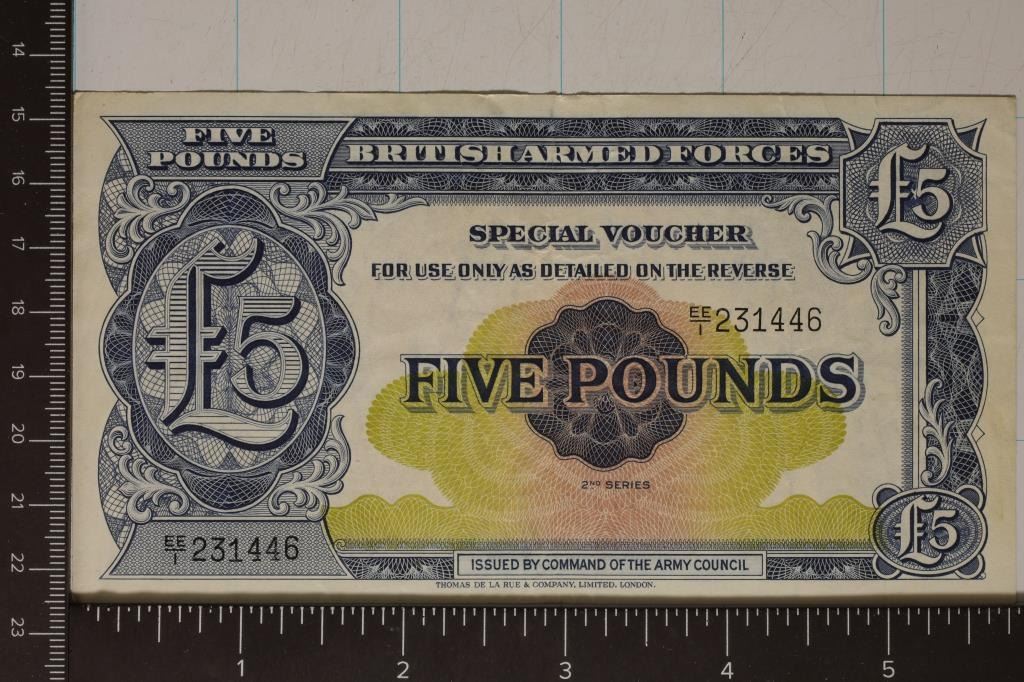 FIVE
POUNDS
BRITISH ARMED FORCES
£5
SPECIAL VOUCHER
FOR USE ONLY AS DETAILED ON THE REVERSE
£5
EE/1 231446
FIVE POUNDS
2ND SERIES
£5
EE/1 231446
ISSUED BY COMMAND OF THE ARMY COUNCIL
THOMAS DE LA RUE & COMPANY, LIMITED, LONDON.
14
15
16
17
18
19
20
21
22
23
1 2 3 4 5